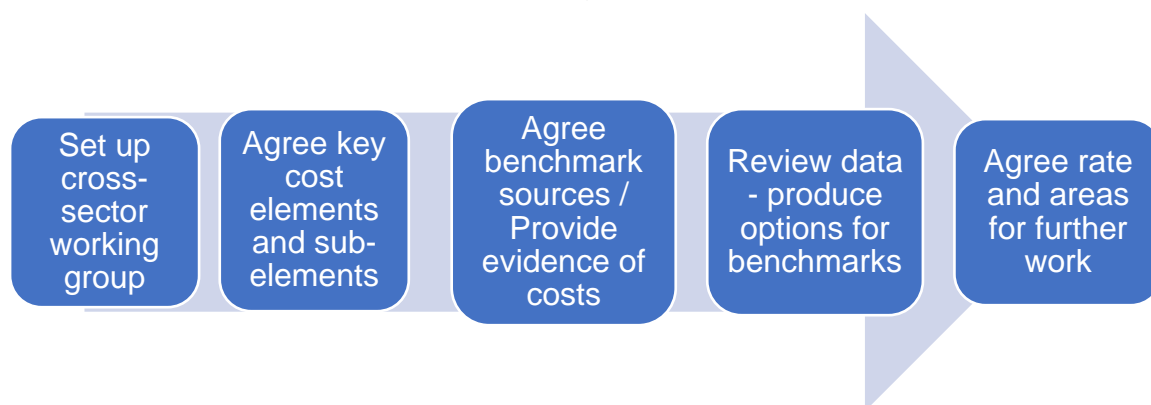 Set up
cross-
sector
working
group
Agree key
cost
elements
and sub-
elements
Agree
benchmark
sources /
Provide
evidence of
costs
Review data
- produce
options for
benchmarks
Agree rate
and areas
for further
work